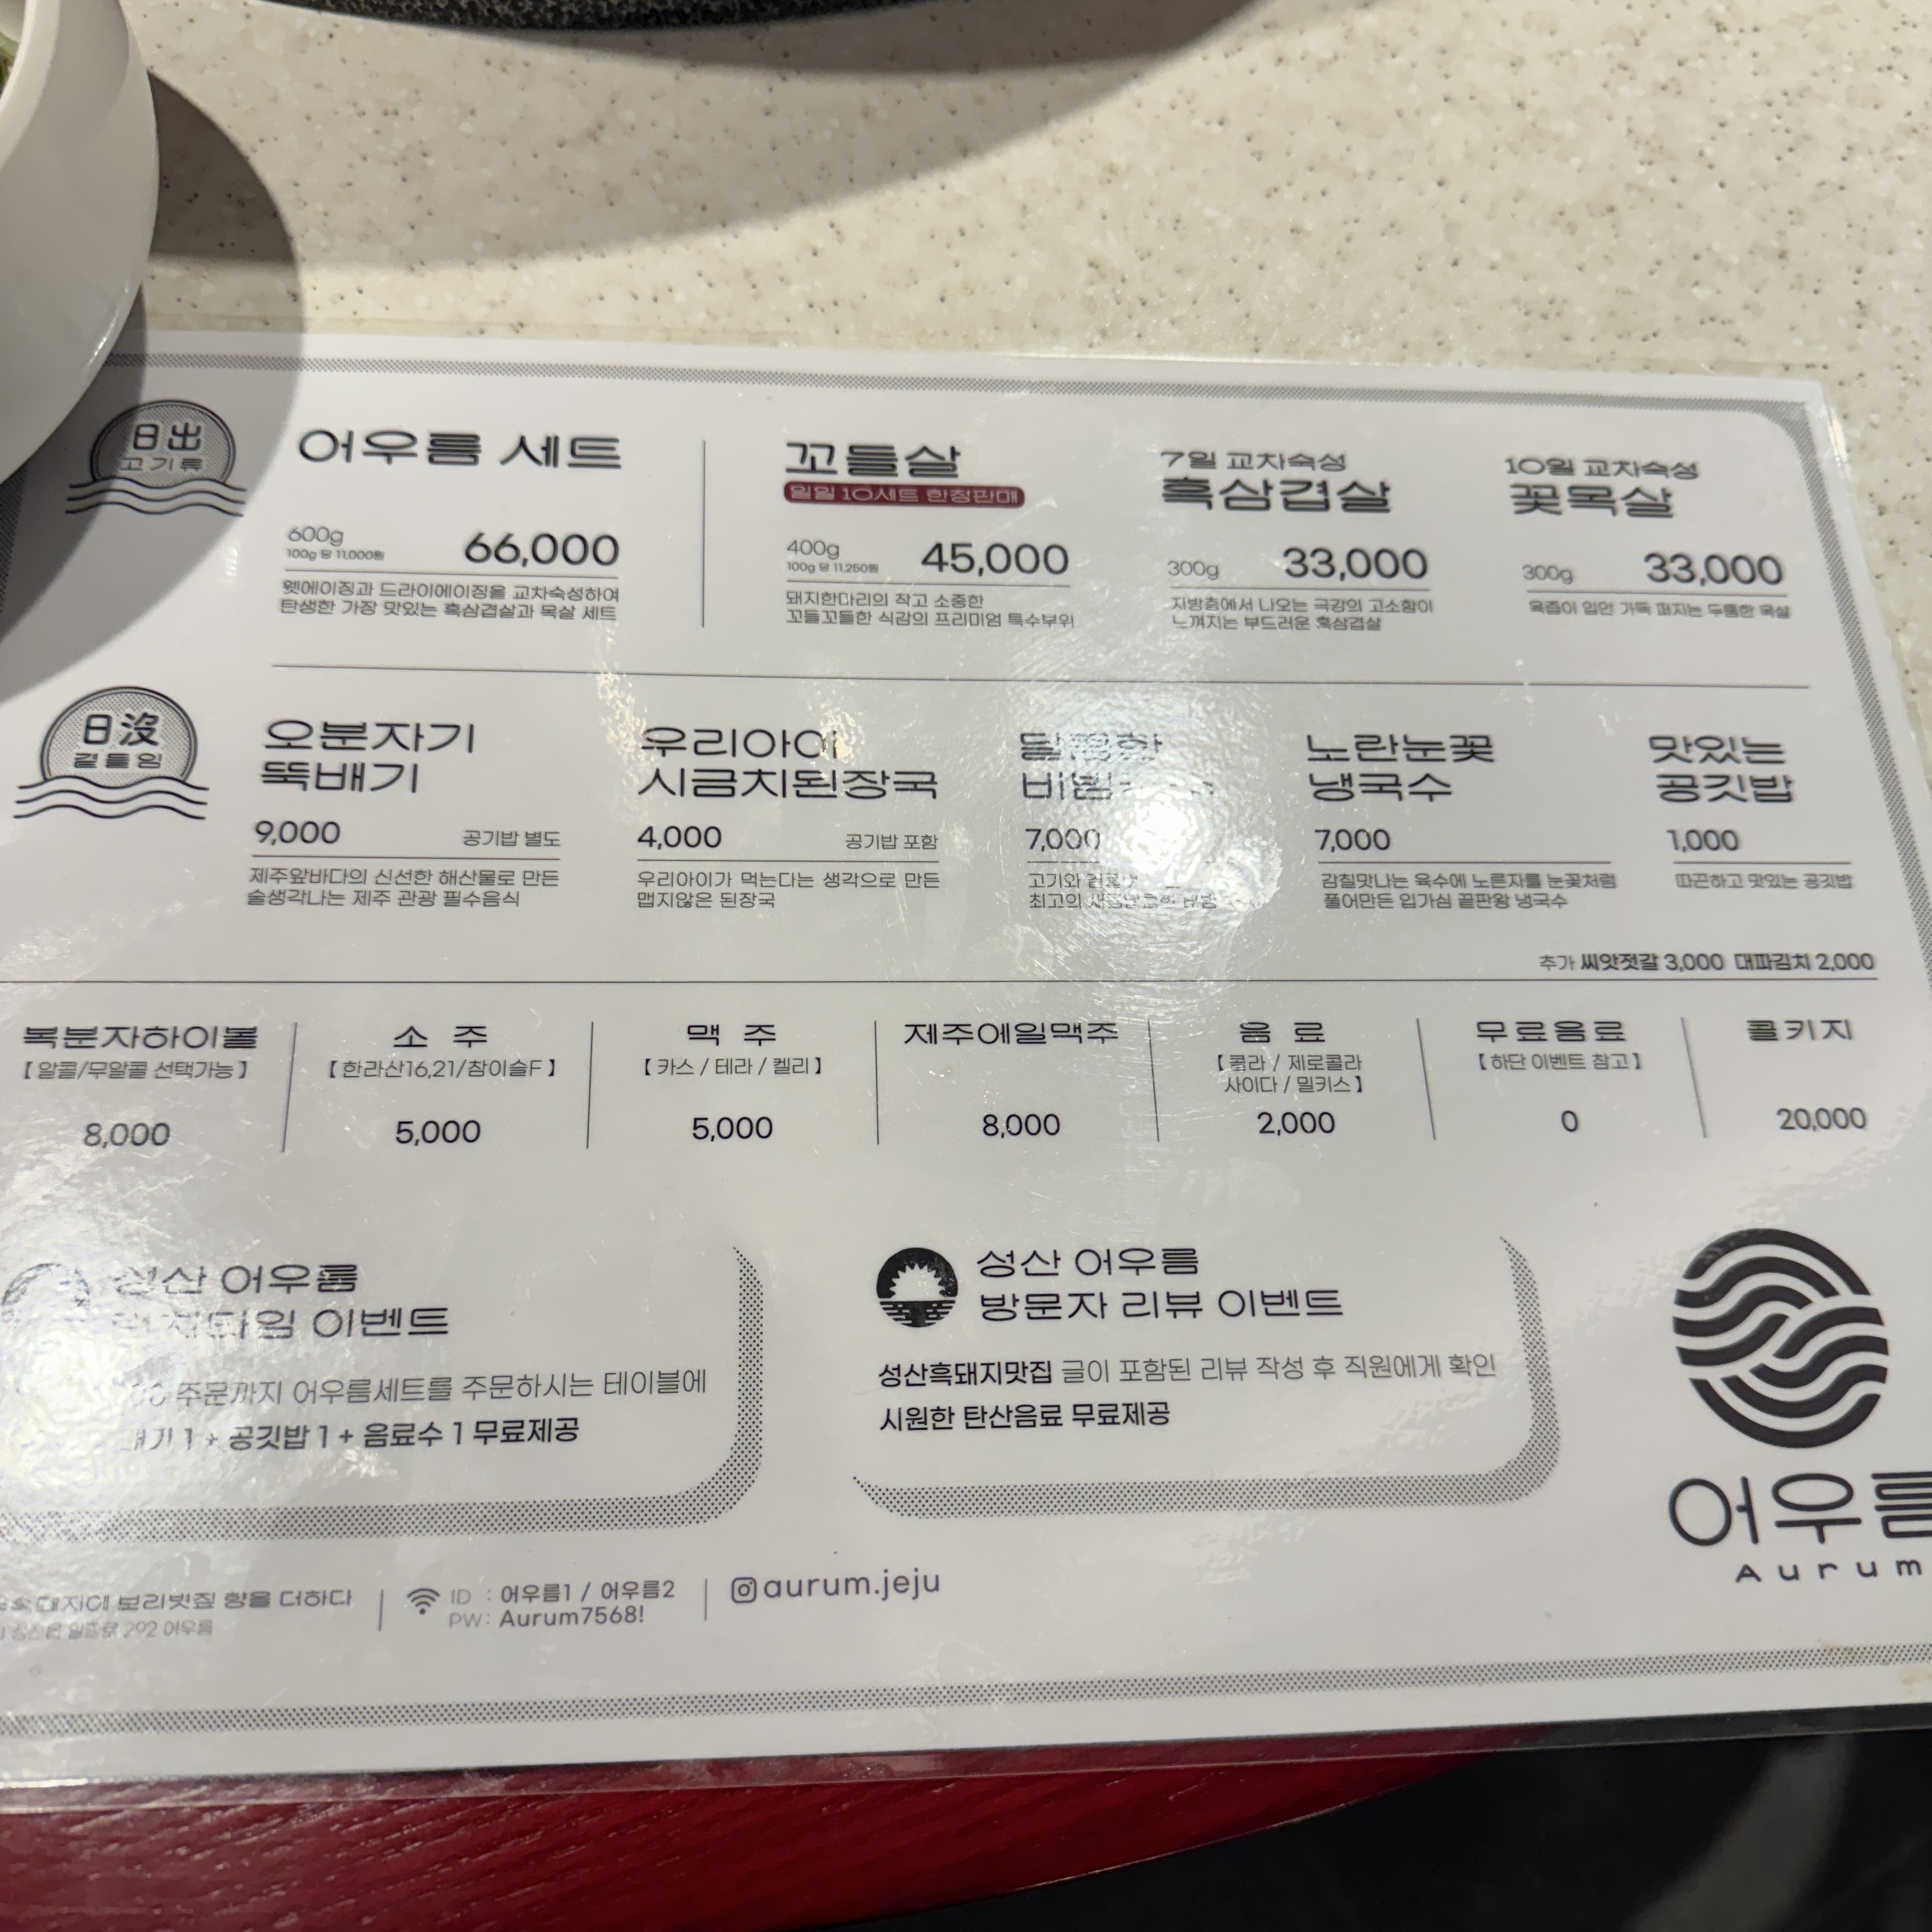 日出
고기류
어우름 세트
600g
100g 당 11,000원
66,000
웻에이징과 드라이에이징을 교차숙성하여
탄생한 가장 맛있는 흑삼겹살과 목살 세트
꼬들살
일일 10세트 한정판매
400g
100g 당 11,250원
45,000
돼지한마리의 작고 소중한
꼬들꼬들한 식감의 프리미엄 특수부위
7일 교차숙성
흑삼겹살
300g
33,000
지방층에서 나오는 극강의 고소함이
느껴지는 부드러운 흑삼겹살
10일 교차숙성
꽃목살
300g
33,000
육즙이 입안 가득 퍼지는 두툼한 목살
日沒
곁들임
오분자기
뚝배기
9,000 공기밥 별도
제주앞바다의 신선한 해산물로 만든
술생각나는 제주 관광 필수음식
우리아이
시금치된장국
4,000 공기밥 포함
우리아이가 먹는다는 생각으로 만든
맵지않은 된장국
7,000
고기와
최고의
노란눈꽃
냉국수
7,000
감칠맛나는 육수에 노른자를 눈꽃처럼
풀어만든 입가심 끝판왕 냉국수
맛있는
공깃밥
1,000
따끈하고 맛있는 공깃밥
추가 씨앗젓갈 3,000 대파김치 2,000
복분자하이볼
【 알콜/무알콜 선택가능 】
8,000
소 주
【 한라산16,21/참이슬F 】
5,000
맥 주
【 카스 / 테라 / 켈리 】
5,000
제주에일맥주
8,000
음 료
【 콜라 / 제로콜라
사이다 / 밀키스 】
2,000
무료음료
【 하단 이벤트 참고 】
0
콜키지
20,000
성산 어우름
이벤트
주문까지 어우름세트를 주문하시는 테이블에
1 + 공깃밥 1 + 음료수 1 무료제공
성산 어우름
방문자 리뷰 이벤트
성산흑돼지맛집 글이 포함된 리뷰 작성 후 직원에게 확인
시원한 탄산음료 무료제공
어우름
Aurum
보리볏짚 향을 더하다
292 어우름
ID : 어우름1 / 어우름2
PW: Aurum7568!
aurum.jeju